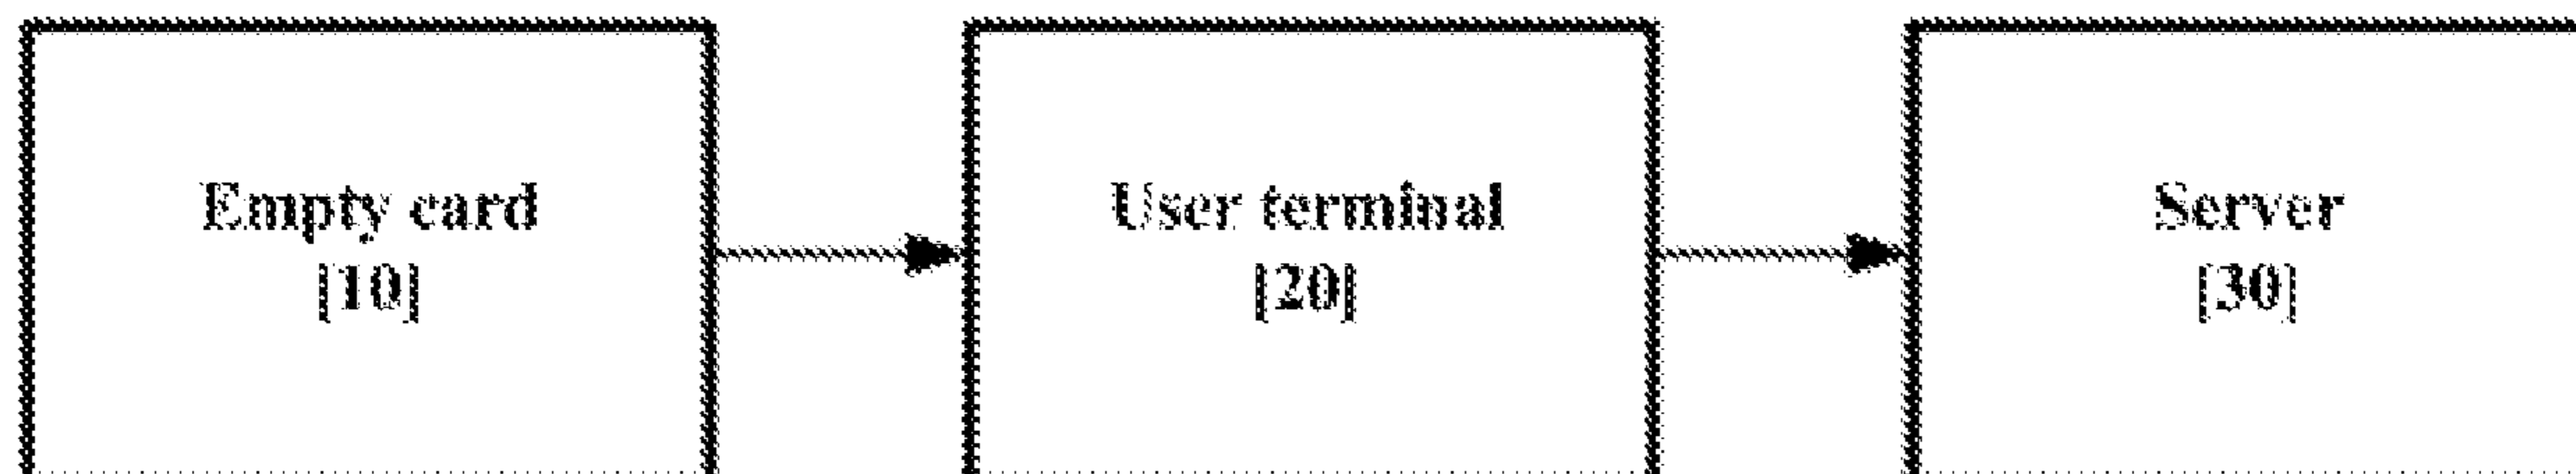 Empty card
[10]
User terminal
[20]
Server
[30]